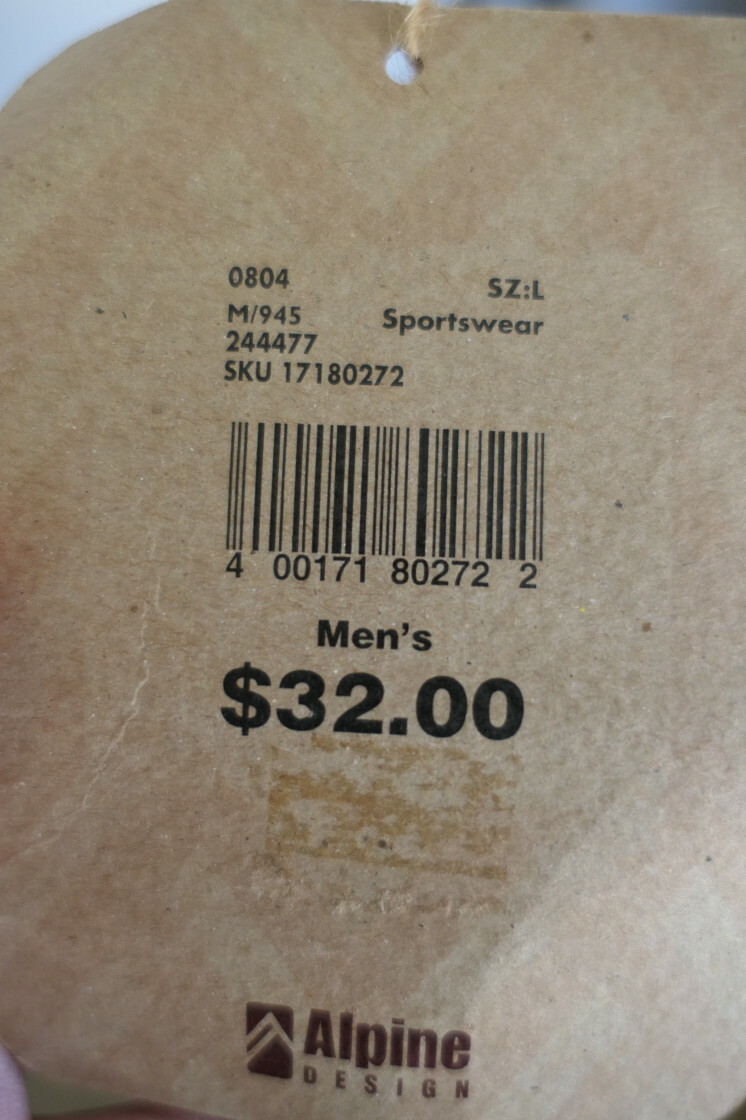 0804 SZ:L
M/945 Sportswear
244477
SKU 17180272
4 00171 80272 2
Men's
$32.00
Alpine
DESIGN